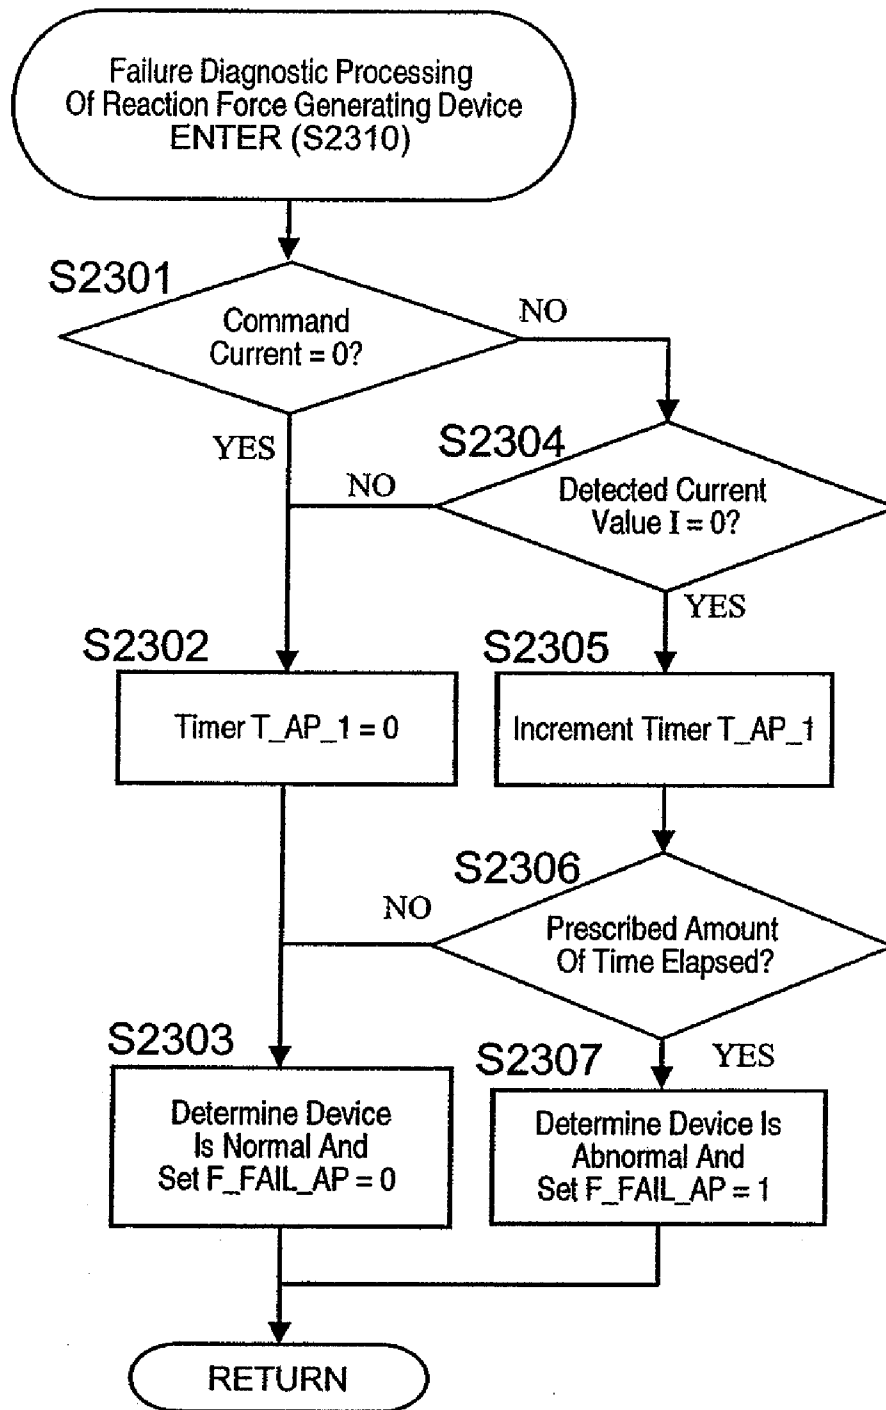 Failure Diagnostic Processing
Of Reaction Force Generating Device
ENTER (S2310)
S2301
Command
Current = 0?
NO
YES
S2304
Detected Current
Value I = 0?
NO
YES
S2302
Timer T_AP_1 = 0
S2305
Increment Timer T_AP_1
S2306
Prescribed Amount
Of Time Elapsed?
NO
YES
S2303
Determine Device
Is Normal And
Set F_FAIL_AP = 0
S2307
Determine Device Is
Abnormal And
Set F_FAIL_AP = 1
RETURN